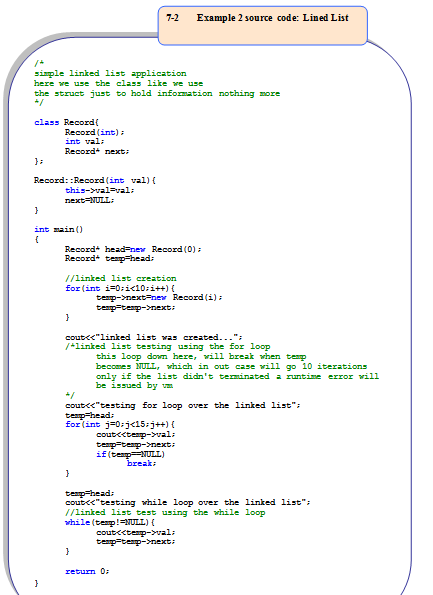 7-2 Example 2 source code: Lined List
/*
simple linked list application
here we use the class like we use
the struct just to hold information nothing more
*/
class Record{
Record(int);
int val;
Record* next;
};
Record::Record(int val){
this->val=val;
next=NULL;
}
int main()
{
Record* head=new Record(0);
Record* temp=head;
//linked list creation
for(int i=0;i<10;i++){
temp->next=new Record(i);
temp=temp->next;
}
cout<<"linked list was created...";
/*linked list testing using the for loop
this loop down here, will break when temp
becomes NULL, which in out case will go 10 iterations
only if the list didn't terminated a runtime error will
be issued by vm
*/
cout<<"testing for loop over the linked list";
temp=head;
for(int j=0;j<15;j++){
cout<<temp->val;
temp=temp->next;
if(temp==NULL)
break;
}
temp=head;
cout<<"testing while loop over the linked list";
//linked list test using the while loop
while(temp!=NULL){
cout<<temp->val;
temp=temp->next;
}
return 0;
}